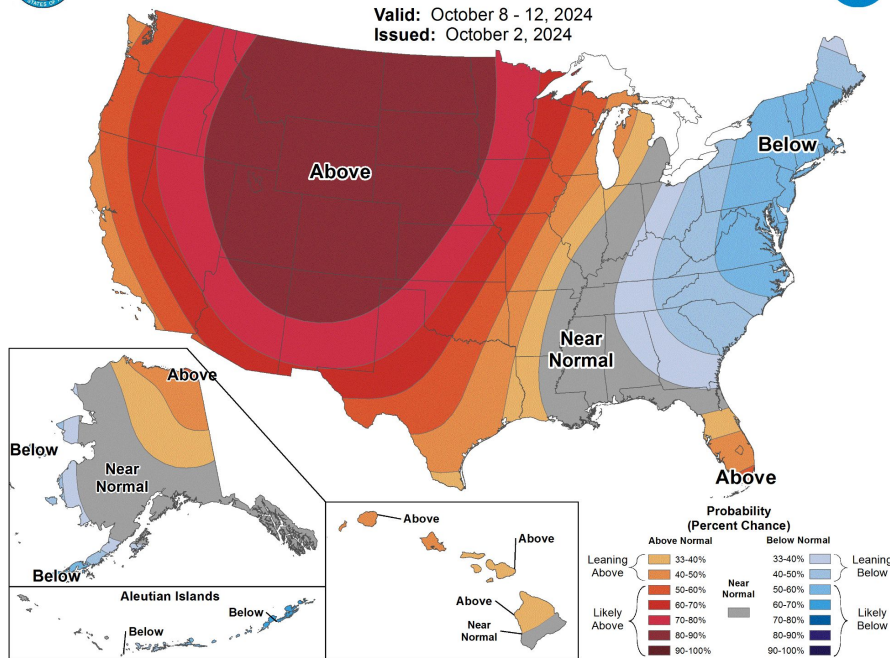 STATES OF
Valid: October 8 - 12, 2024
Issued: October 2, 2024
Above
Below
Near
Normal
Above
Above
Below
Near
Normal
Below
Aleutian Islands
Below
Below
Above
Above
Above
Near
Normal
Probability
(Percent Chance)
Above Normal
Below Normal
Leaning
Above
33-40%
40-50%
Likely
Above
50-60%
60-70%
70-80%
80-90%
90-100%
Near
Normal
33-40%
40-50%
Leaning
Below
50-60%
60-70%
70-80%
80-90%
90-100%
Likely
Below